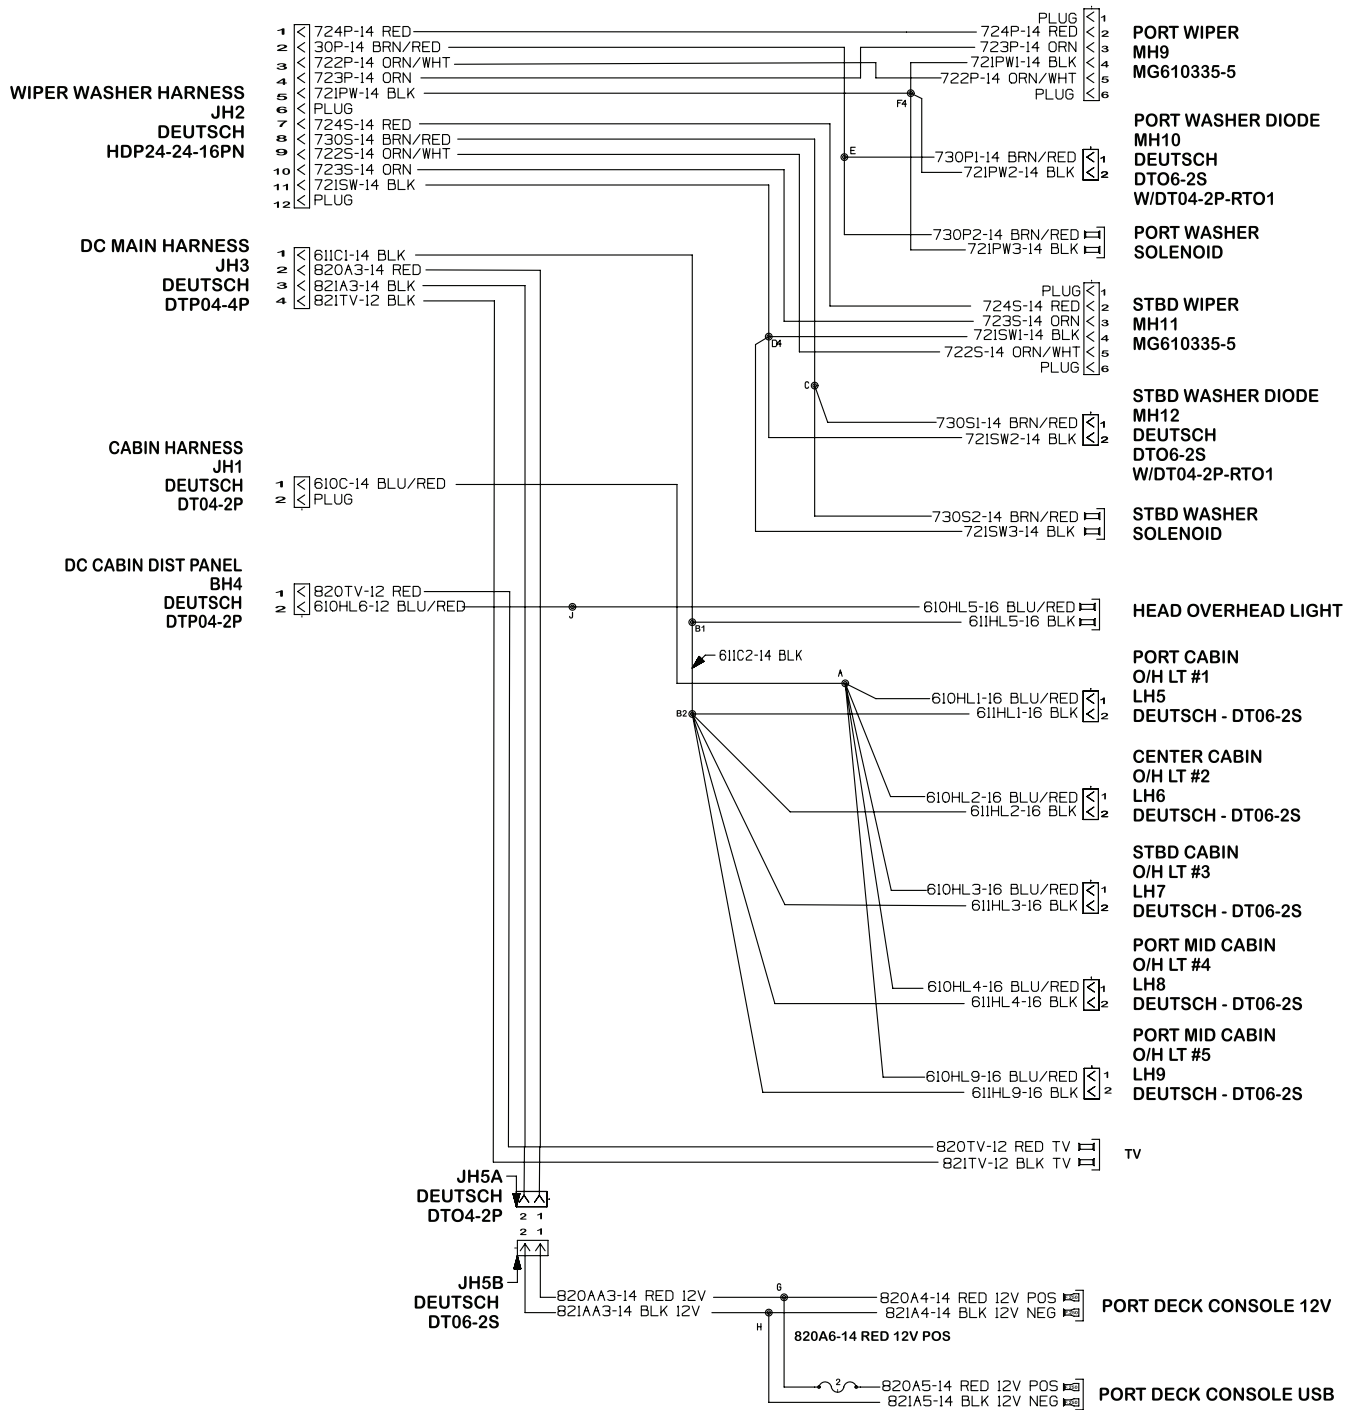 WIPER WASHER HARNESS
JH2
DEUTSCH
HDP24-24-16PN
1 724P-14 RED
2 30P-14 BRN/RED
3 722P-14 ORN/WHT
4 723P-14 ORN
5 721PW-14 BLK
6 PLUG
7 724S-14 RED
8 730S-14 BRN/RED
9 722S-14 ORN/WHT
10 723S-14 ORN
11 721SW-14 BLK
12 PLUG
DC MAIN HARNESS
JH3
DEUTSCH
DTP04-4P
1 611C1-14 BLK
2 820A3-14 RED
3 821A3-14 BLK
4 821TV-12 BLK
CABIN HARNESS
JH1
DEUTSCH
DT04-2P
1 610C-14 BLU/RED
2 PLUG
DC CABIN DIST PANEL
BH4
DEUTSCH
DTP04-2P
1 820TV-12 RED
2 610HL6-12 BLU/RED
F4
E
D4
C
J
B1
611C2-14 BLK
A
B2
PLUG 1
724P-14 RED 2
723P-14 ORN 3
721PW1-14 BLK 4
722P-14 ORN/WHT 5
PLUG 6
PORT WIPER
MH9
MG610335-5
730P1-14 BRN/RED 1
721PW2-14 BLK 2
PORT WASHER DIODE
MH10
DEUTSCH
DTO6-2S
W/DT04-2P-RTO1
730P2-14 BRN/RED
721PW3-14 BLK
PORT WASHER
SOLENOID
PLUG 1
724S-14 RED 2
723S-14 ORN 3
721SW1-14 BLK 4
722S-14 ORN/WHT 5
PLUG 6
STBD WIPER
MH11
MG610335-5
730S1-14 BRN/RED 1
721SW2-14 BLK 2
STBD WASHER DIODE
MH12
DEUTSCH
DTO6-2S
W/DT04-2P-RTO1
730S2-14 BRN/RED
721SW3-14 BLK
STBD WASHER
SOLENOID
610HL5-16 BLU/RED
611HL5-16 BLK
HEAD OVERHEAD LIGHT
610HL1-16 BLU/RED 1
611HL1-16 BLK 2
PORT CABIN
O/H LT #1
LH5
DEUTSCH - DT06-2S
610HL2-16 BLU/RED 1
611HL2-16 BLK 2
CENTER CABIN
O/H LT #2
LH6
DEUTSCH - DT06-2S
610HL3-16 BLU/RED 1
611HL3-16 BLK 2
STBD CABIN
O/H LT #3
LH7
DEUTSCH - DT06-2S
610HL4-16 BLU/RED 1
611HL4-16 BLK 2
PORT MID CABIN
O/H LT #4
LH8
DEUTSCH - DT06-2S
610HL9-16 BLU/RED 1
611HL9-16 BLK 2
PORT MID CABIN
O/H LT #5
LH9
DEUTSCH - DT06-2S
820TV-12 RED TV
821TV-12 BLK TV
TV
JH5A
DEUTSCH
DTO4-2P
2 1
2 1
JH5B
DEUTSCH
DT06-2S
820AA3-14 RED 12V
821AA3-14 BLK 12V
G
H
820A4-14 RED 12V POS
821A4-14 BLK 12V NEG
PORT DECK CONSOLE 12V
820A6-14 RED 12V POS
2
820A5-14 RED 12V POS
821A5-14 BLK 12V NEG
PORT DECK CONSOLE USB